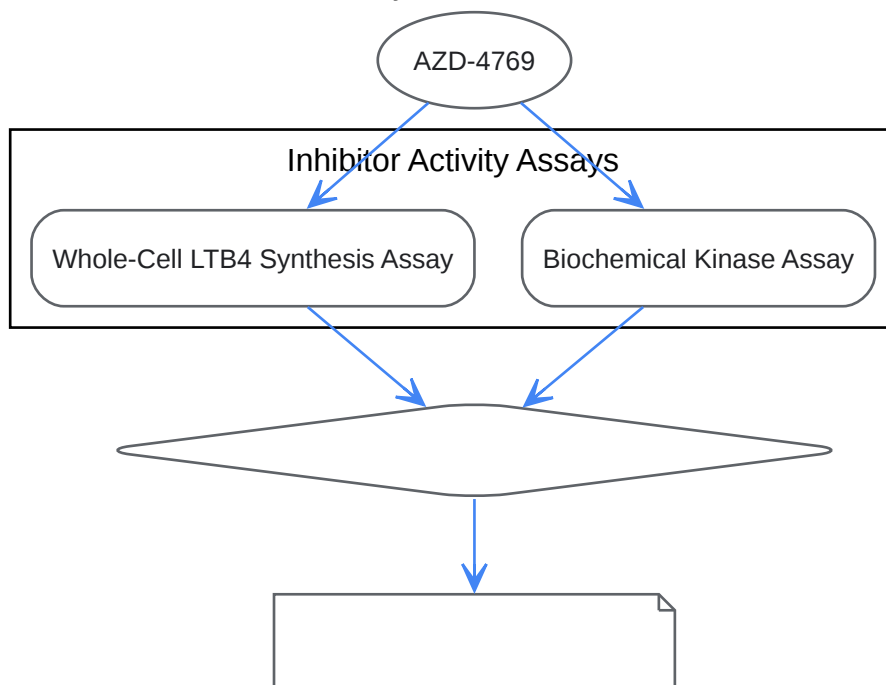 AZD-4769
Inhibitor Activity Assays
Whole-Cell LTB4 Synthesis Assay
Biochemical Kinase Assay